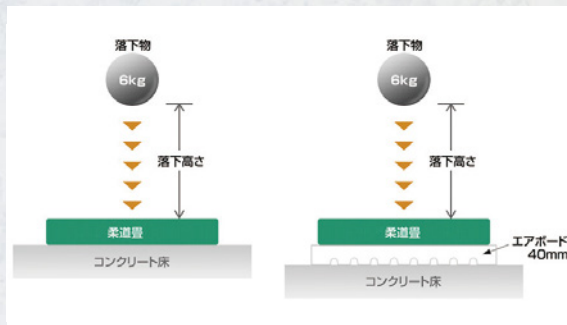 落下物
6kg
落下高さ
柔道畳
コンクリート床
落下物
6kg
落下高さ
柔道畳
エアボード
40mm
コンクリート床